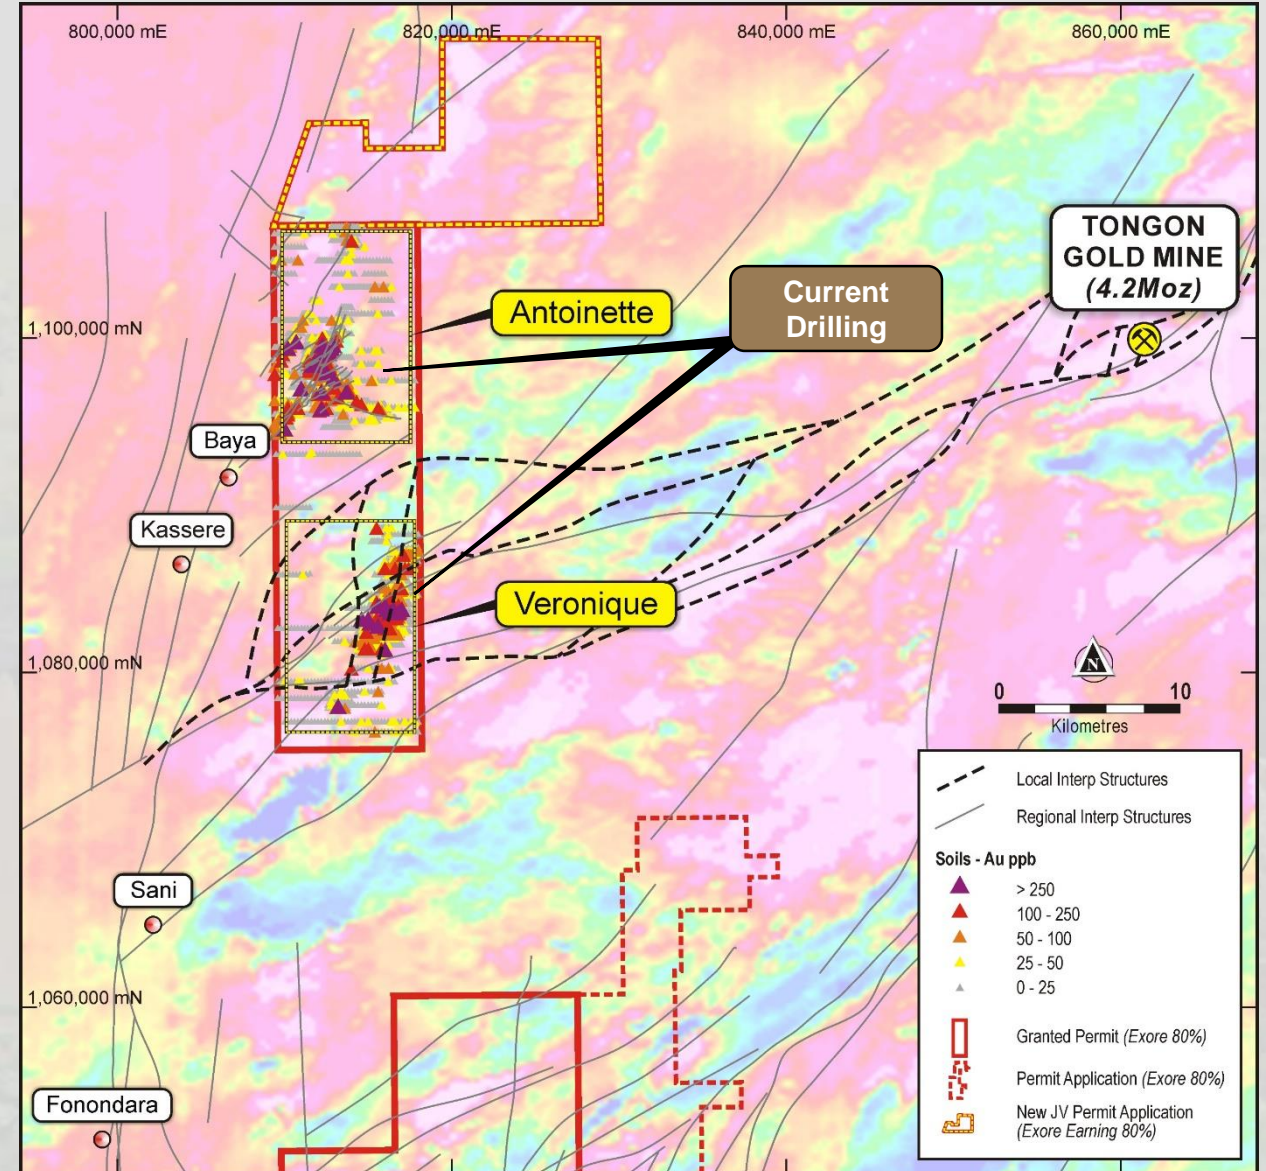 800,000 mE
820,000 mE
840,000 mE
860,000 mE
TONGON
GOLD MINE
(4.2Moz)
Current
Drilling
Antoinette
1,100,000 mN
Baya
Kassere
Veronique
1,080,000 mN
N
0 10
Kilometres
Local Interp Structures
Regional Interp Structures
Soils - Au ppb
> 250
100 - 250
50 - 100
25 - 50
0 - 25
Granted Permit (Exore 80%)
Permit Application (Exore 80%)
New JV Permit Application
(Exore Earning 80%)
Sani
1,060,000 mN
Fonondara